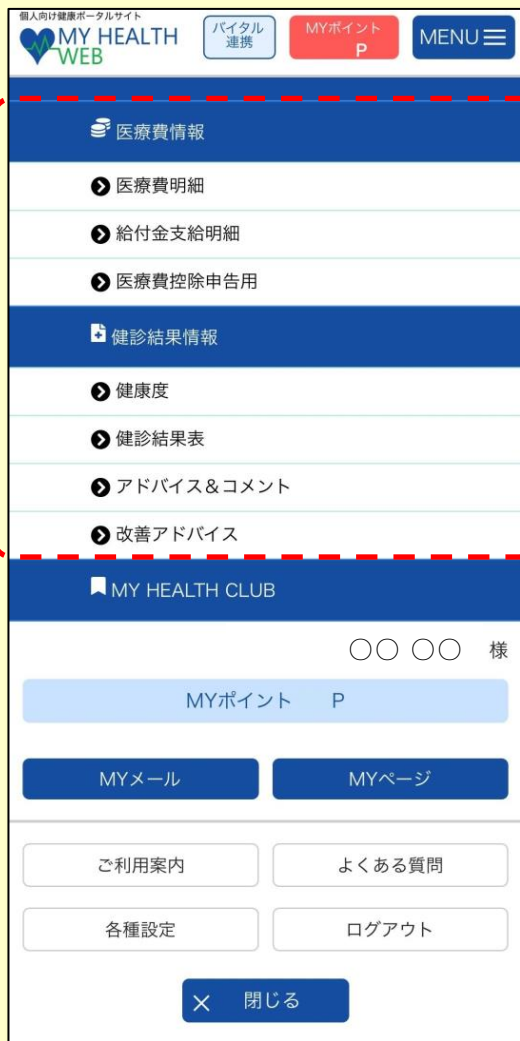 個人向け健康ポータルサイト
MY HEALTH
WEB
バイタル
連携
MYポイント
P
MENU
医療費情報
医療費明細
給付金支給明細
医療費控除申告用
健診結果情報
健康度
健診結果表
アドバイス＆コメント
改善アドバイス
MY HEALTH CLUB
〇〇 〇〇 様
MYポイント P
MYメール
MYページ
ご利用案内
よくある質問
各種設定
ログアウト
× 閉じる